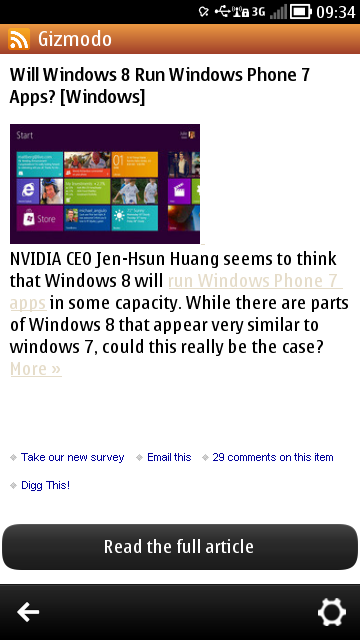 3G 09:34
Gizmodo
Will Windows 8 Run Windows Phone 7
Apps? [Windows]
Start
Store
NVIDIA CEO Jen-Hsun Huang seems to think
that Windows 8 will run Windows Phone 7
apps in some capacity. While there are parts
of Windows 8 that appear very similar to
windows 7, could this really be the case?
More »
Take our new survey Email this 29 comments on this item
Digg This!
Read the full article